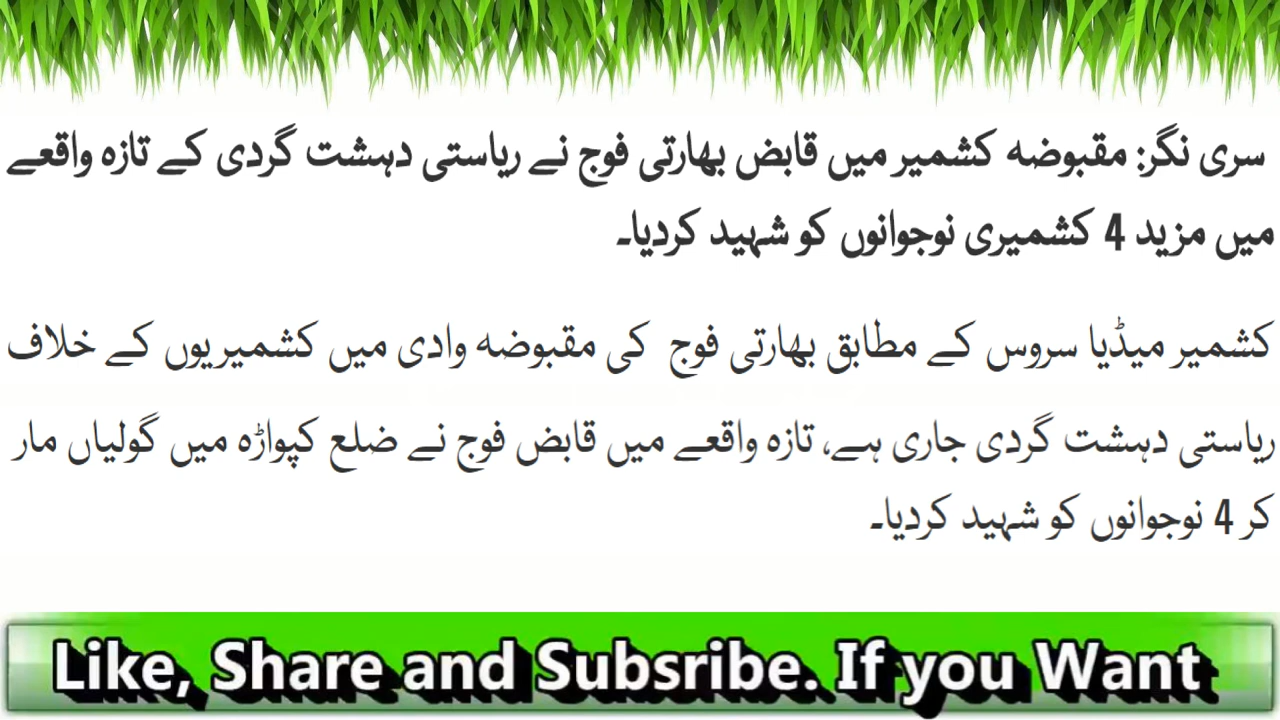 سری نگر: مقبوضہ کشمیر میں قابض بھارتی فوج نے ریاستی دہشت گردی کے تازہ واقعے
میں مزید 4 کشمیری نوجوانوں کو شہید کردیا۔
کشمیر میڈیا سروس کے مطابق بھارتی فوج کی مقبوضہ وادی میں کشمیریوں کے خلاف
ریاستی دہشت گردی جاری ہے، تازہ واقعے میں قابض فوج نے ضلع کپواڑہ میں گولیاں مار
کر 4 نوجوانوں کو شہید کردیا۔
Like, Share and Subsribe. If you Want